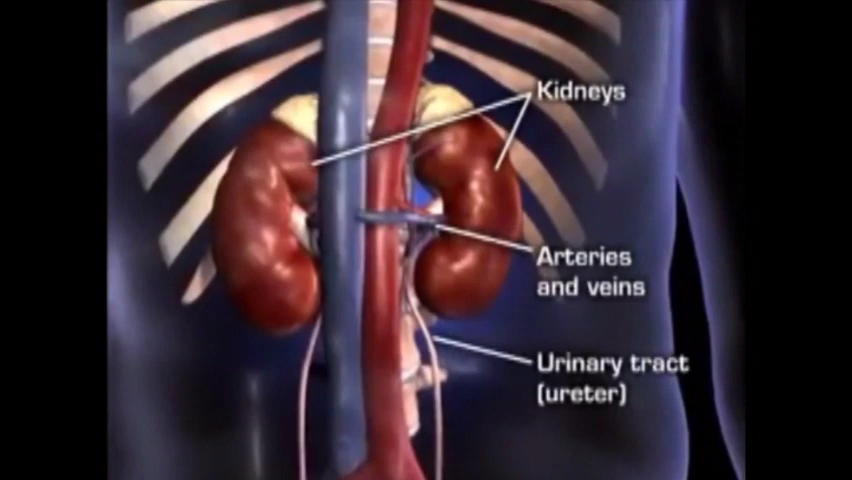 Kidneys
Arteries
and veins
Urinary tract
(ureter)